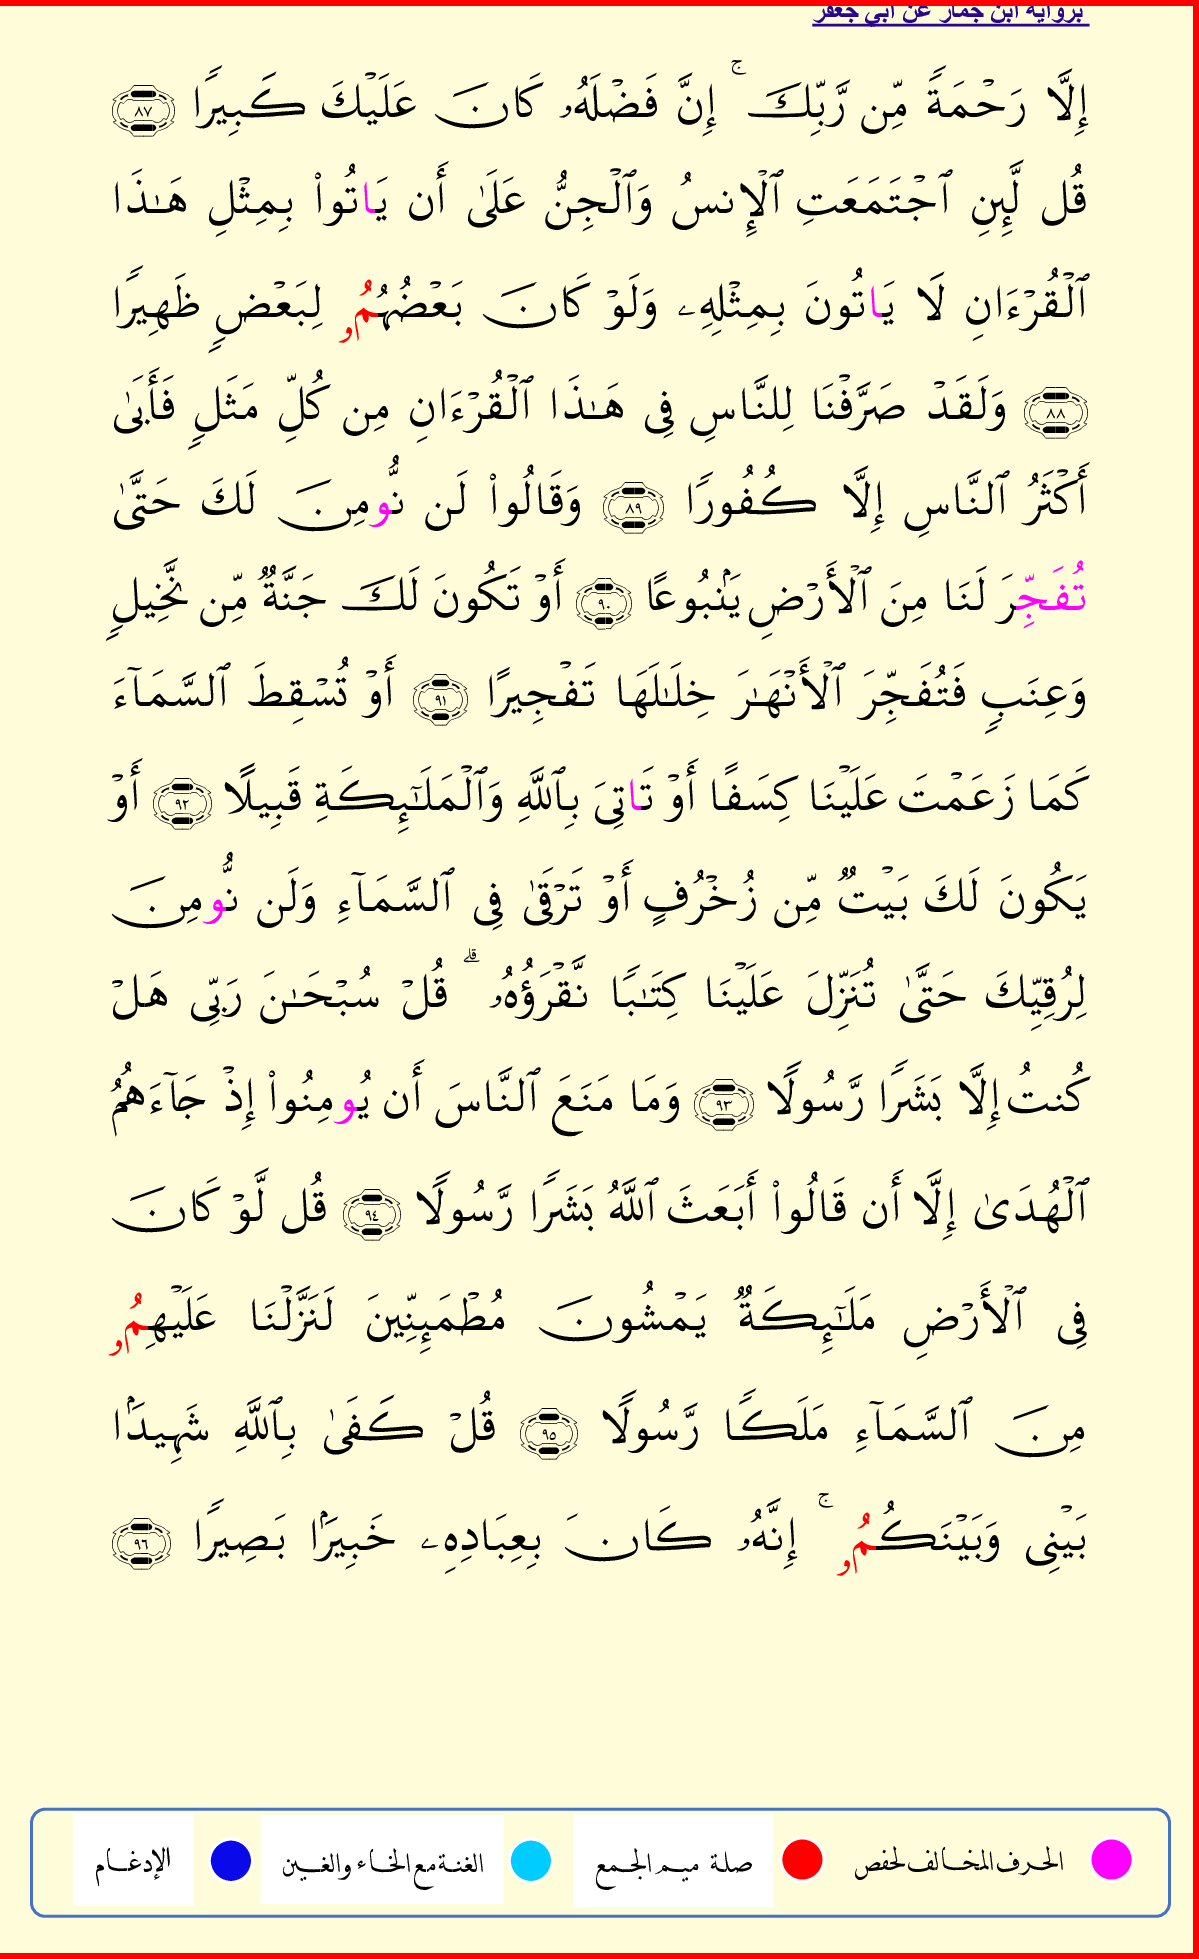 برواية ابن جماز عن أبي جعفر
إِلَّا رَحْمَةً مِّن رَّبِّكَ ۚ إِنَّ فَضْلَهُۥ كَانَ عَلَيْكَ كَبِيرًا ٨٧
قُل لَّئِنِ ٱجْتَمَعَتِ ٱلْإِنسُ وَٱلْجِنُّ عَلَىٰ أَن يَاتُوا۟ بِمِثْلِ هَـٰذَا
ٱلْقُرْءَانِ لَا يَاتُونَ بِمِثْلِهِۦ وَلَوْ كَانَ بَعْضُهُمُۥ لِبَعْضٍ ظَهِيرًا
٨٨ وَلَقَدْ صَرَّفْنَا لِلنَّاسِ فِى هَـٰذَا ٱلْقُرْءَانِ مِن كُلِّ مَثَلٍ فَأَبَىٰ
أَكْثَرُ ٱلنَّاسِ إِلَّا كُفُورًا ٨٩ وَقَالُوا۟ لَن نُّومِنَ لَكَ حَتَّىٰ
تُفَجِّرَ لَنَا مِنَ ٱلْأَرْضِ يَنۢبُوعًا ٩٠ أَوْ تَكُونَ لَكَ جَنَّةٌ مِّن نَّخِيلٍ
وَعِنَبٍ فَتُفَجِّرَ ٱلْأَنْهَـٰرَ خِلَـٰلَهَا تَفْجِيرًا ٩١ أَوْ تُسْقِطَ ٱلسَّمَآءَ
كَمَا زَعَمْتَ عَلَيْنَا كِسَفًا أَوْ تَاتِىَ بِٱللَّهِ وَٱلْمَلَـٰٓئِكَةِ قَبِيلًا ٩٢ أَوْ
يَكُونَ لَكَ بَيْتٌ مِّن زُخْرُفٍ أَوْ تَرْقَىٰ فِى ٱلسَّمَآءِ وَلَن نُّومِنَ
لِرُقِيِّكَ حَتَّىٰ تُنَزِّلَ عَلَيْنَا كِتَـٰبًا نَّقْرَؤُهُۥ ۗ قُلْ سُبْحَـٰنَ رَبِّى هَلْ
كُنتُ إِلَّا بَشَرًا رَّسُولًا ٩٣ وَمَا مَنَعَ ٱلنَّاسَ أَن يُومِنُوا۟ إِذْ جَآءَهُمُ
ٱلْهُدَىٰ إِلَّا أَن قَالُوا۟ أَبَعَثَ ٱللَّهُ بَشَرًا رَّسُولًا ٩٤ قُل لَّوْ كَانَ
فِى ٱلْأَرْضِ مَلَـٰٓئِكَةٌ يَمْشُونَ مُطْمَئِنِّينَ لَنَزَّلْنَا عَلَيْهِمُۥ
مِنَ ٱلسَّمَآءِ مَلَكًا رَّسُولًا ٩٥ قُلْ كَفَىٰ بِٱللَّهِ شَهِيدًۢا
بَيْنِى وَبَيْنَكُمُۥ ۚ إِنَّهُۥ كَانَ بِعِبَادِهِۦ خَبِيرًۢا بَصِيرًا ٩٦
الحرف المخالف لحفص صلة ميم الجمع الغنة مع الخاء والغين الإدغام